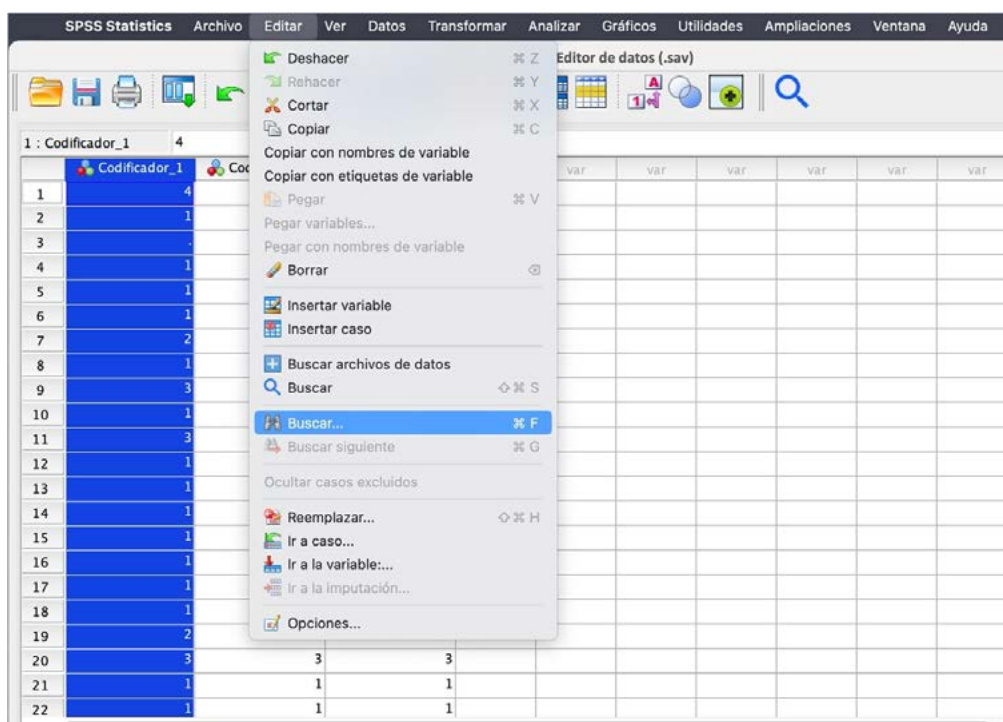 SPSS Statistics Archivo Editar Ver Datos Transformar Analizar Gráficos Utilidades Ampliaciones Ventana Ayuda
Editor de datos (.sav)
1 : Codificador_1 4
Codificador_1 Cod var var var var var var
Deshacer ⌘ Z
Rehacer ⌘ Y
Cortar ⌘ X
Copiar ⌘ C
Copiar con nombres de variable
Copiar con etiquetas de variable
Pegar ⌘ V
Pegar variables...
Pegar con nombres de variable
Borrar ⌫
Insertar variable
Insertar caso
Buscar archivos de datos
Buscar ⇧ ⌘ S
Buscar... ⌘ F
Buscar siguiente ⌘ G
Ocultar casos excluidos
Reemplazar... ⇧ ⌘ H
Ir a caso...
Ir a la variable:...
Ir a la imputación...
Opciones...
1 4
2 1
3 .
4 1
5 1
6 1
7 2
8 1
9 3
10 1
11 3
12 1
13 1
14 1
15 1
16 1
17 1
18 1
19 2
20 3 3 3
21 1 1 1
22 1 1 1